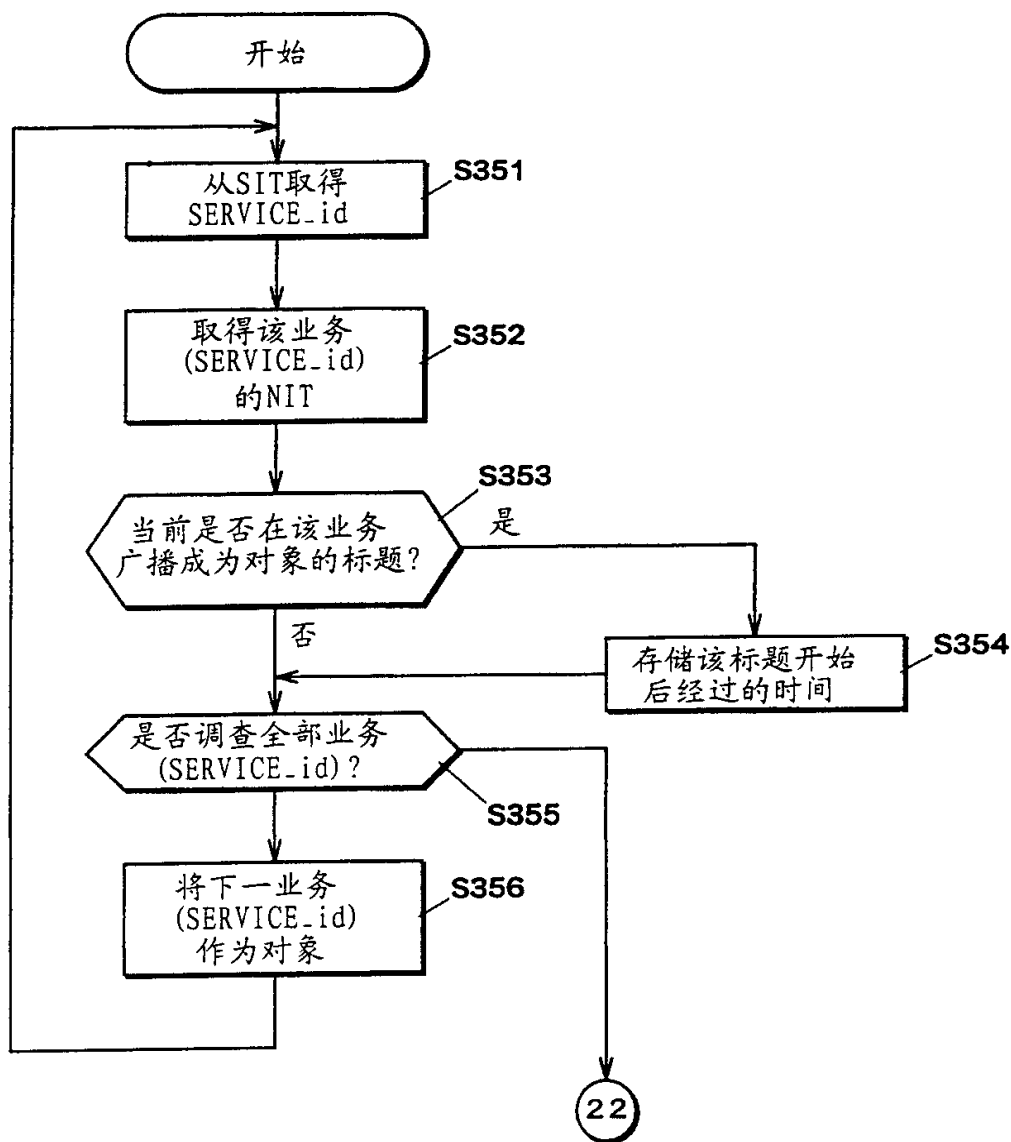 开始
从SIT取得
SERVICE_id
S351
取得该业务
(SERVICE_id)
的NIT
S352
S353
当前是否在该业务
广播成为对象的标题?
是
否
存储该标题开始
后经过的时间
S354
是否调查全部业务
(SERVICE_id)?
S355
将下一业务
(SERVICE_id)
作为对象
S356
22